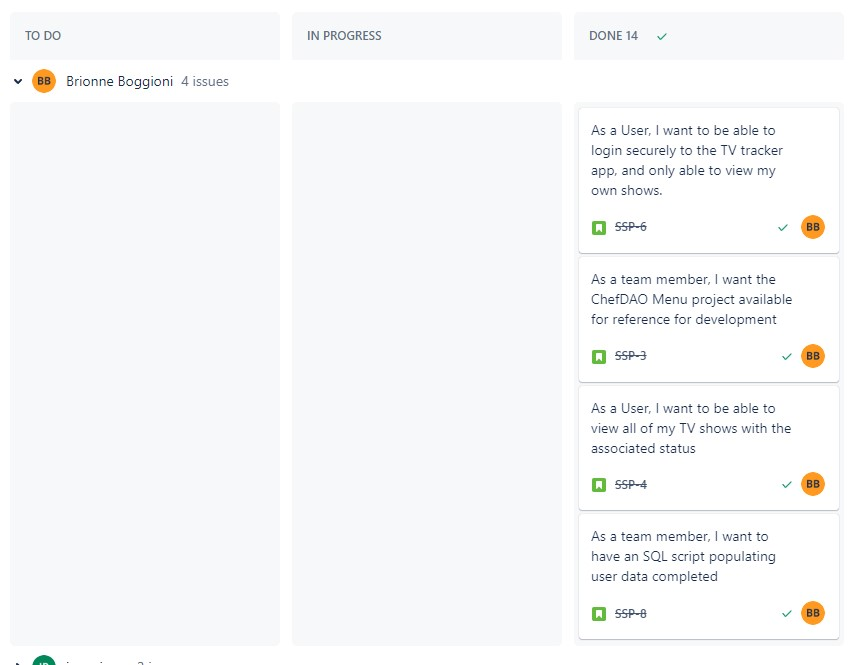 TO DO
IN PROGRESS
DONE 14
BB Brionne Boggioni 4 issues
As a User, I want to be able to
login securely to the TV tracker
app, and only able to view my
own shows.
SSP-6 BB
As a team member, I want the
ChefDAO Menu project available
for reference for development
SSP-3 BB
As a User, I want to be able to
view all of my TV shows with the
associated status
SSP-4 BB
As a team member, I want to
have an SQL script populating
user data completed
SSP-8 BB